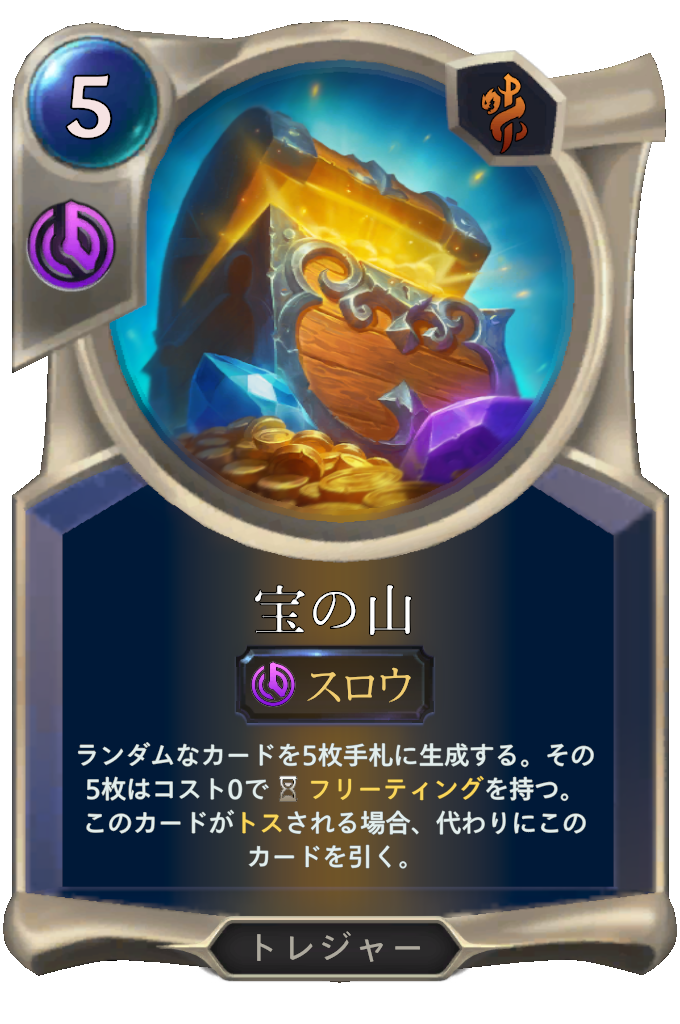 5
宝の山
スロウ
ランダムなカードを5枚手札に生成する。その
5枚はコスト0で フリーティングを持つ。
このカードがトスされる場合、代わりにこの
カードを引く。
トレジャー